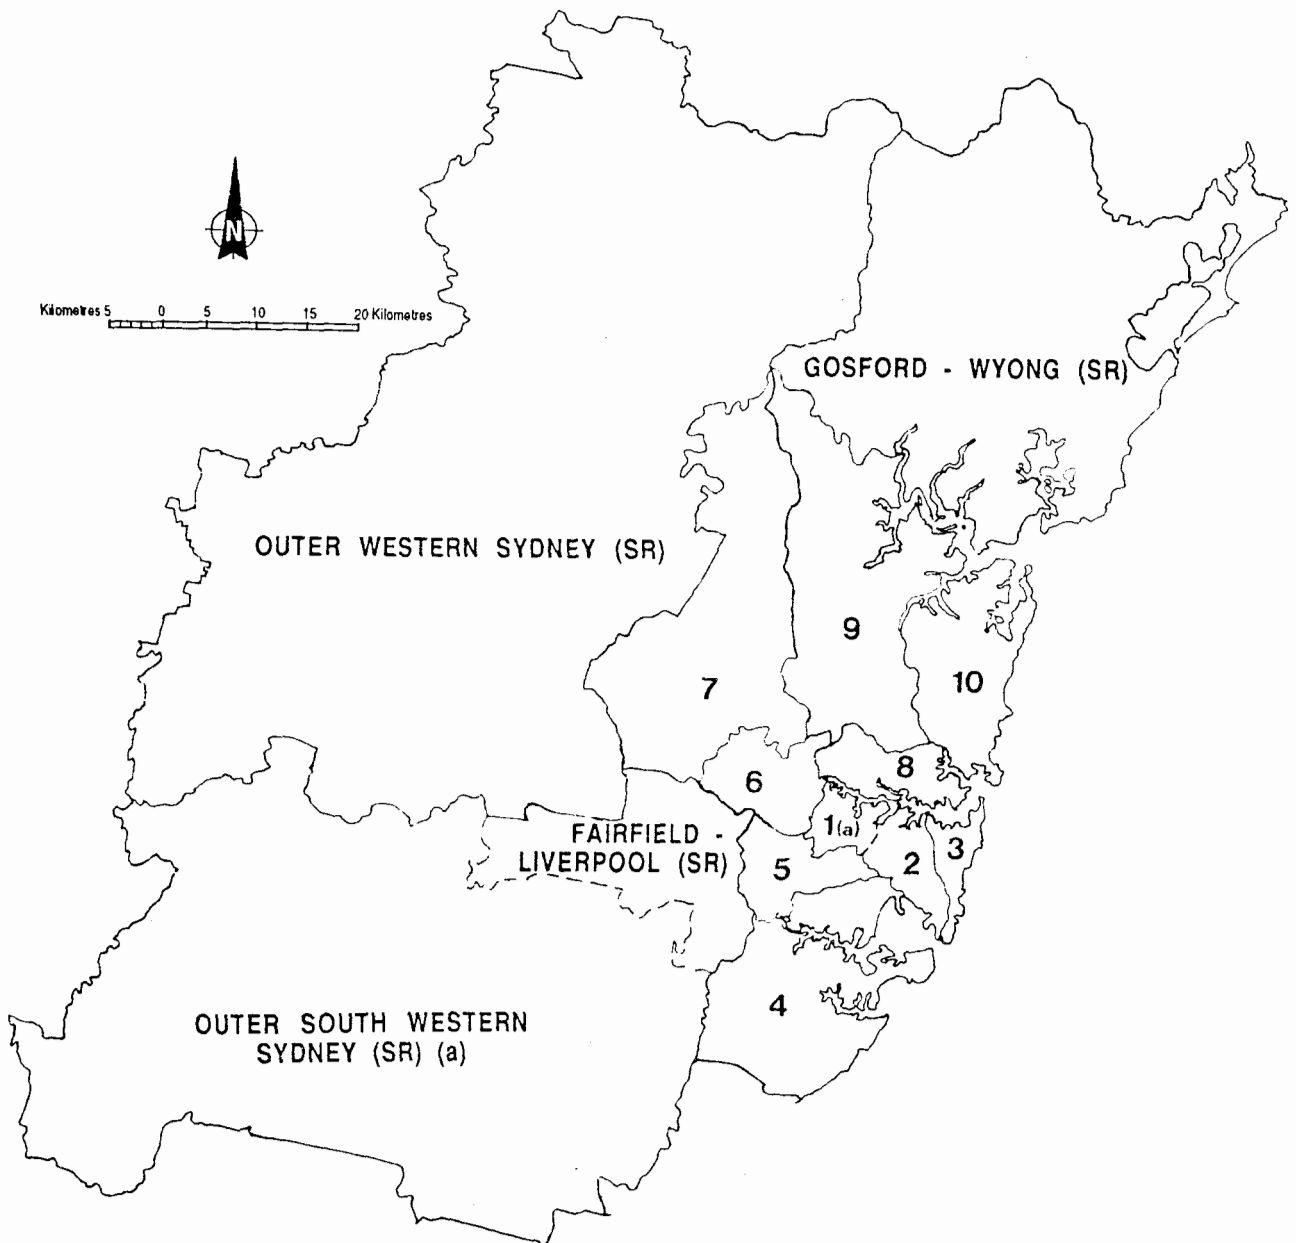 N
Kilometres 5 0 5 10 15 20 Kilometres
GOSFORD - WYONG (SR)
OUTER WESTERN SYDNEY (SR)
9
7
10
8
6
1(a)
FAIRFIELD -
LIVERPOOL (SR)
3
2
5
4
OUTER SOUTH WESTERN
SYDNEY (SR) (a)